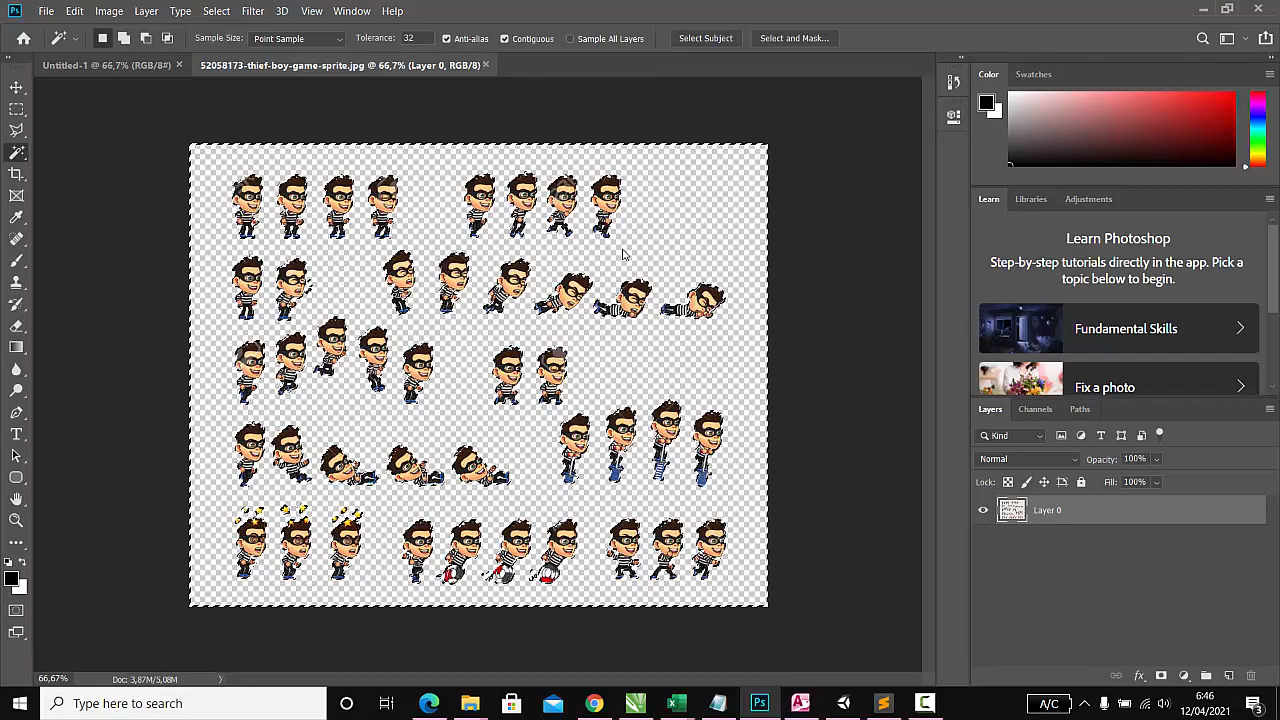 Ps File Edit Image Layer Type Select Filter 3D View Window Help
Sample Size: Point Sample Tolerance: 32 Anti-alias Contiguous Sample All Layers Select Subject Select and Mask...
Untitled-1 @ 66,7% (RGB/8#) × 52058173-thief-boy-game-sprite.jpg @ 66,7% (Layer 0, RGB/8) ×
Color Swatches
Learn Libraries Adjustments
Learn Photoshop
Step-by-step tutorials directly in the app. Pick a
topic below to begin.
Fundamental Skills
Fix a photo
Layers Channels Paths
Kind
Normal Opacity: 100%
Lock: Fill: 100%
Layer 0
fx
66,67% Doc: 3,87M/5,08M
Type here to search
Ps
A/C
6:46
12/04/2021
3